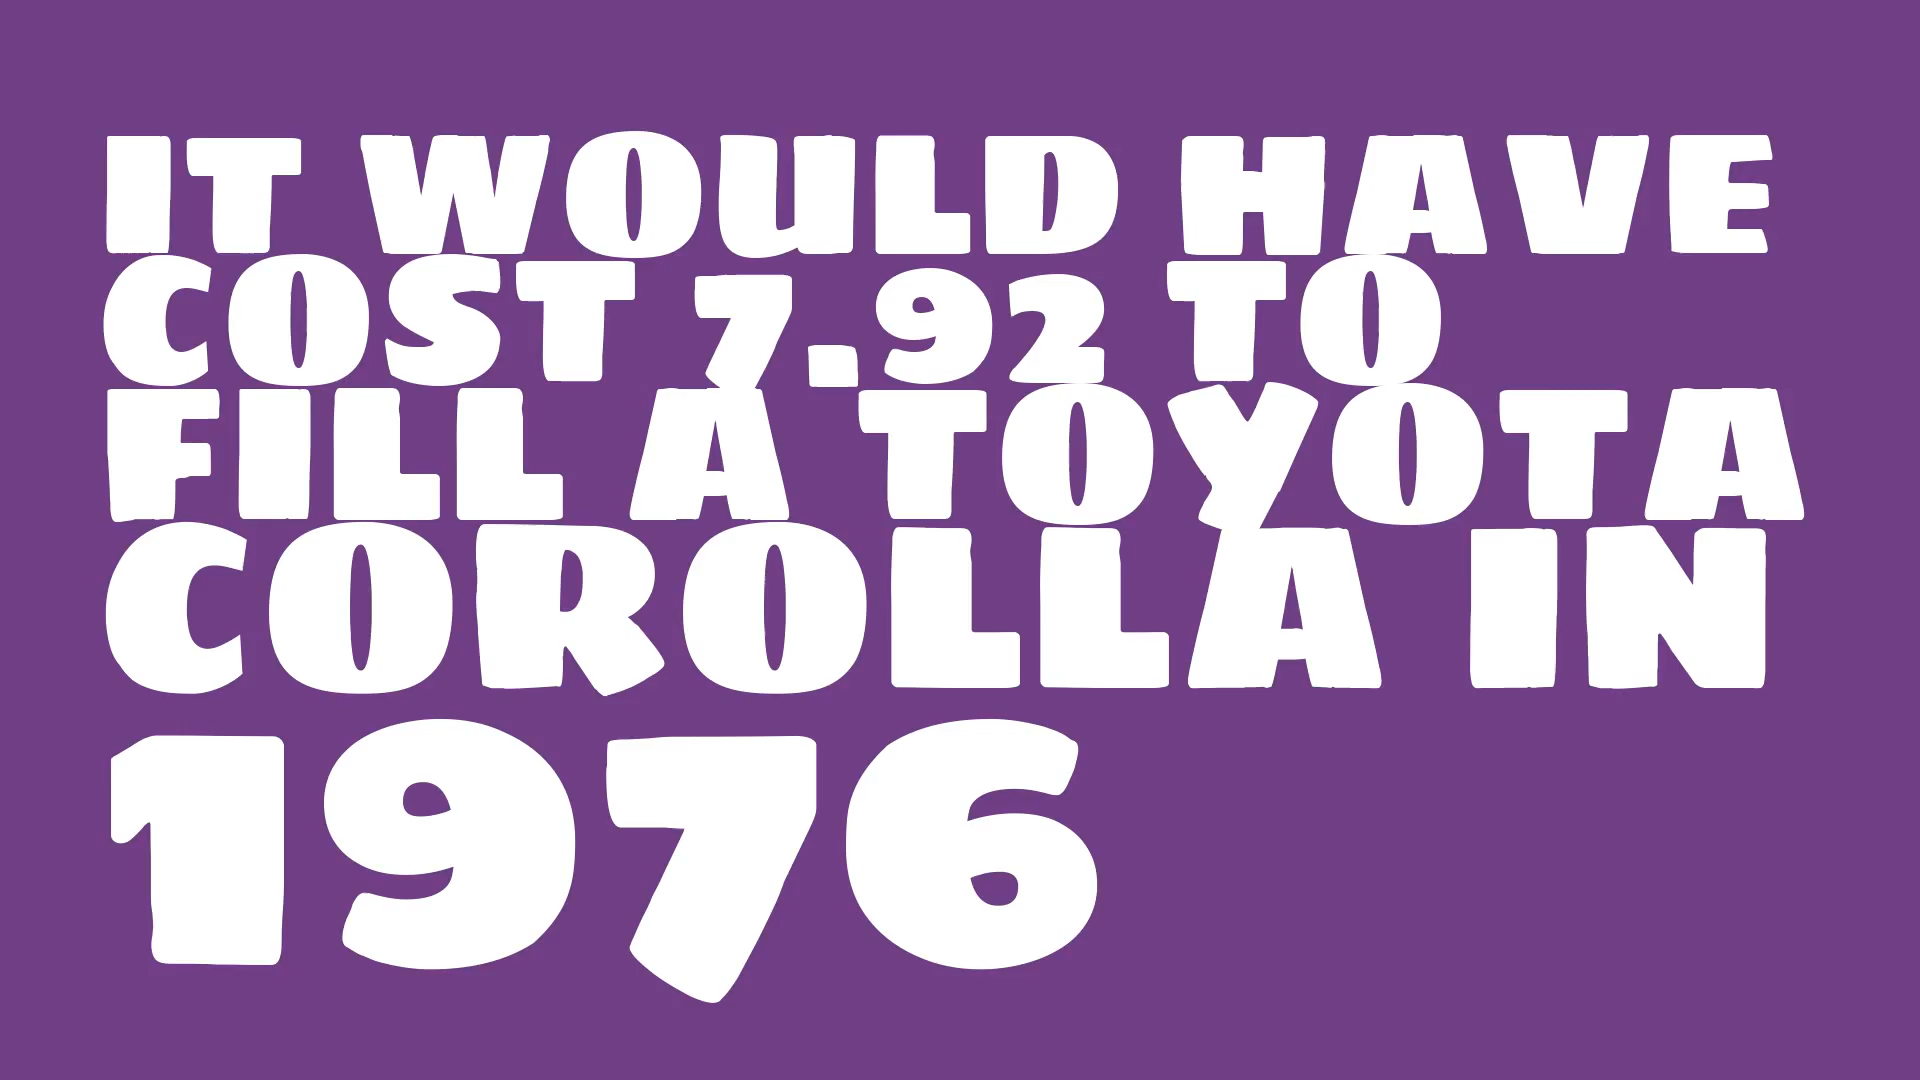 IT WOULD HAVE
COST 7.92 TO
FILL A TOYOTA
COROLLA IN
1976